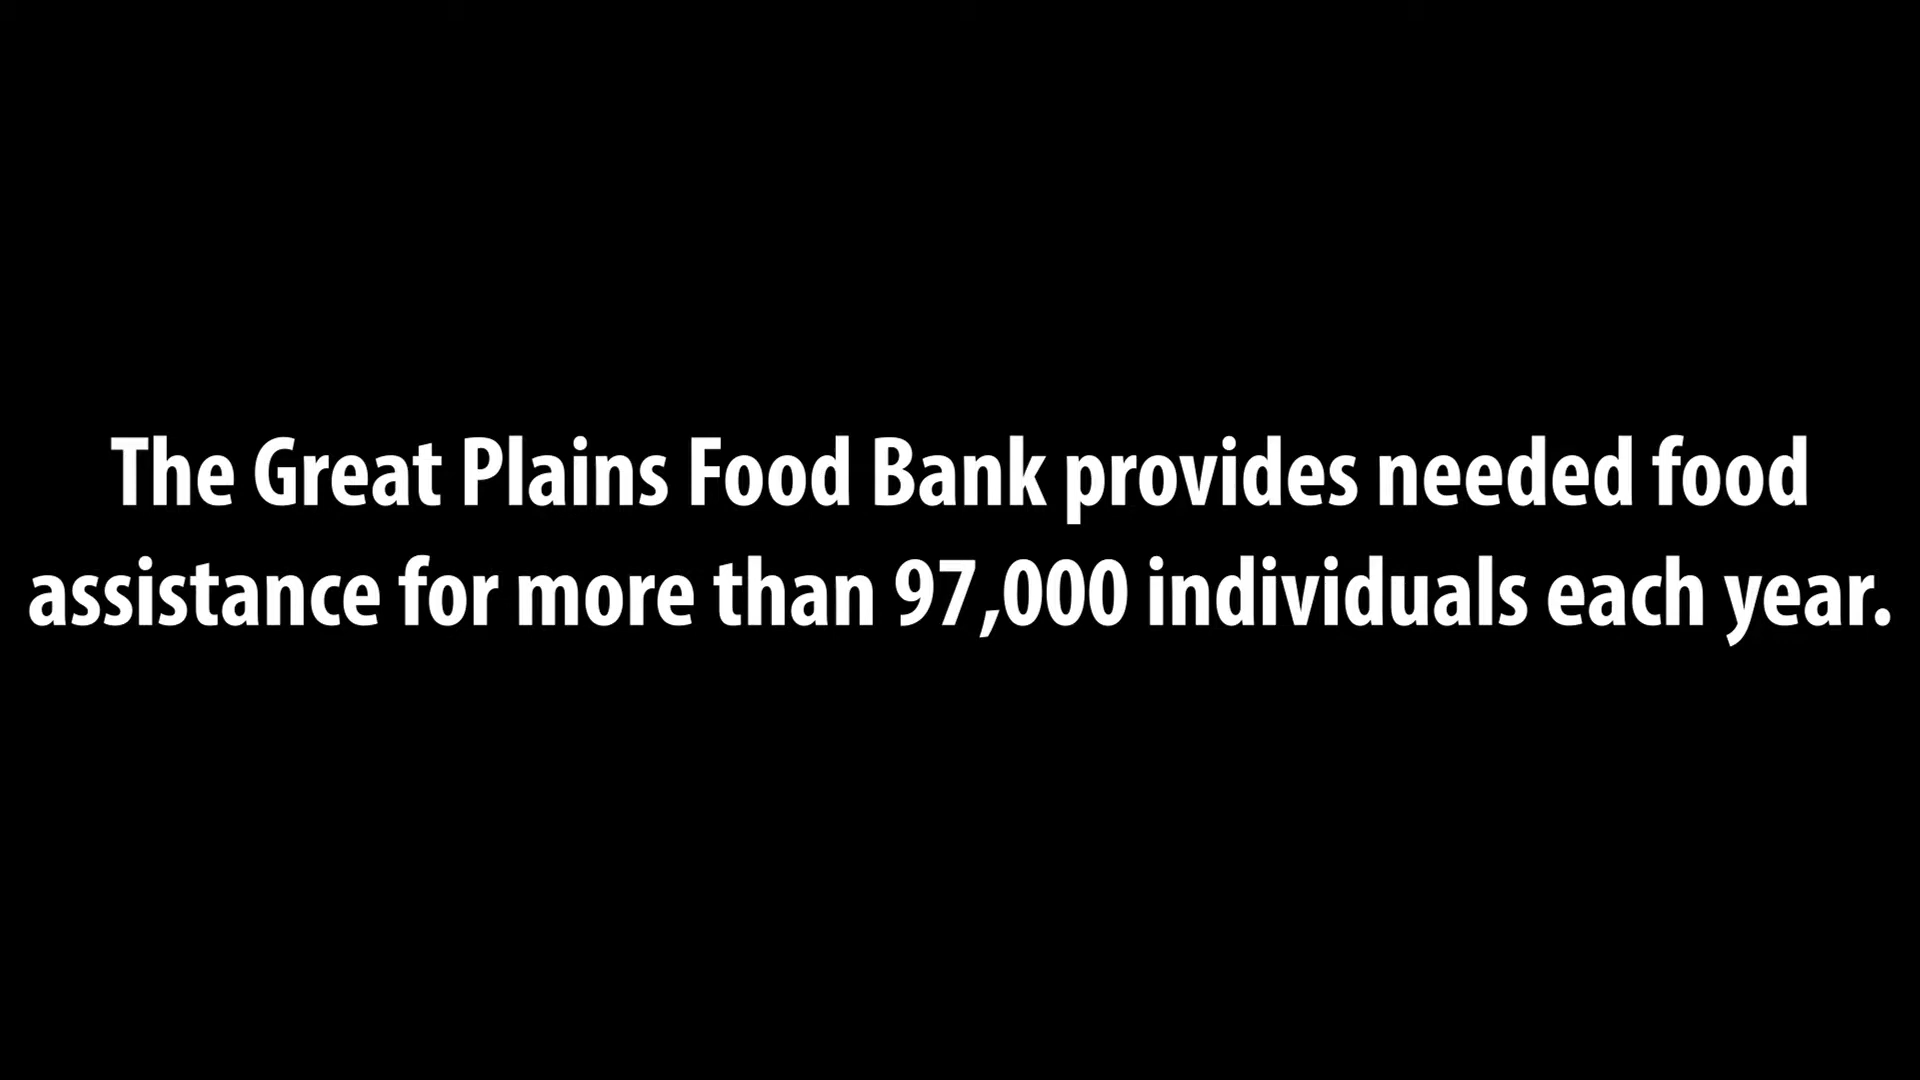 The Great Plains Food Bank provides needed food
assistance for more than 97,000 individuals each year.